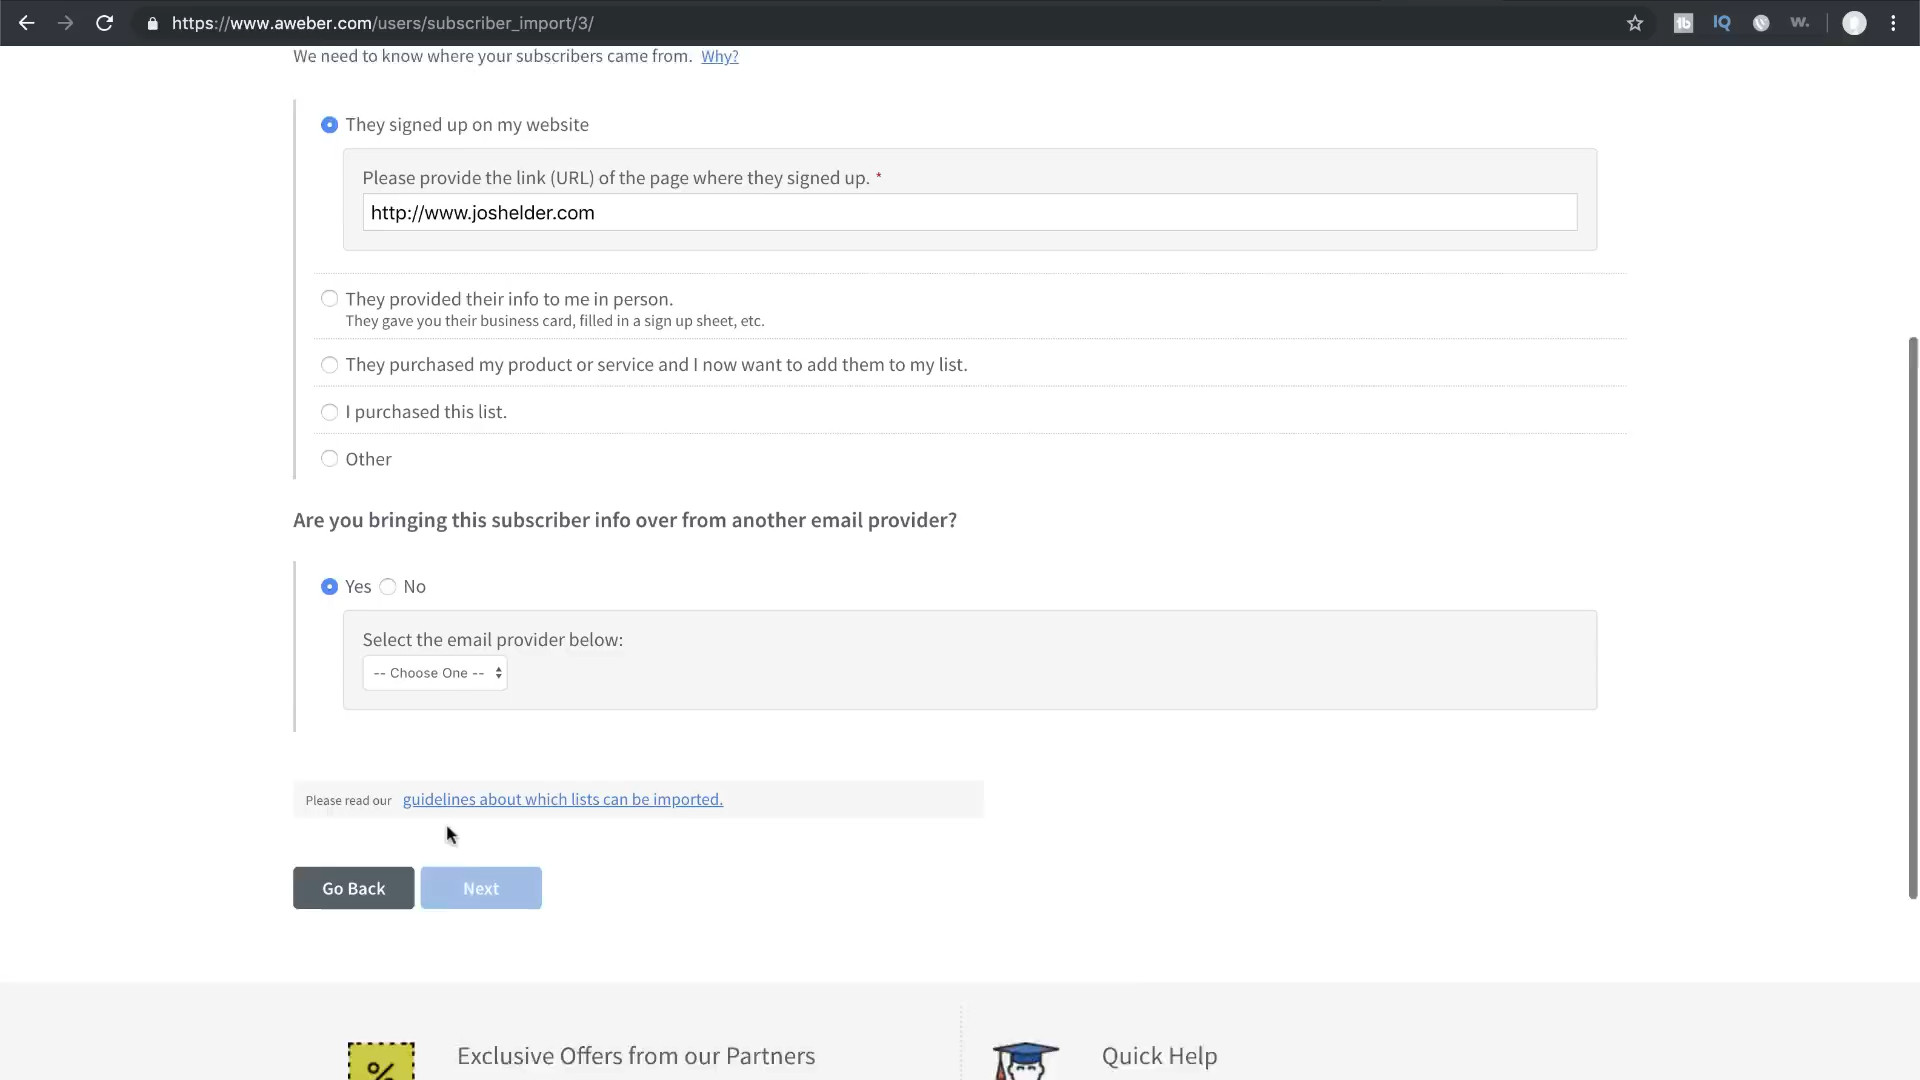 https://www.aweber.com/users/subscriber_import/3/
tb
IQ
w.
We need to know where your subscribers came from. Why?
They signed up on my website
Please provide the link (URL) of the page where they signed up. *
http://www.joshelder.com
They provided their info to me in person.
They gave you their business card, filled in a sign up sheet, etc.
They purchased my product or service and I now want to add them to my list.
I purchased this list.
Other
Are you bringing this subscriber info over from another email provider?
Yes No
Select the email provider below:
-- Choose One --
Please read our guidelines about which lists can be imported.
Go Back Next
Exclusive Offers from our Partners
Quick Help
%